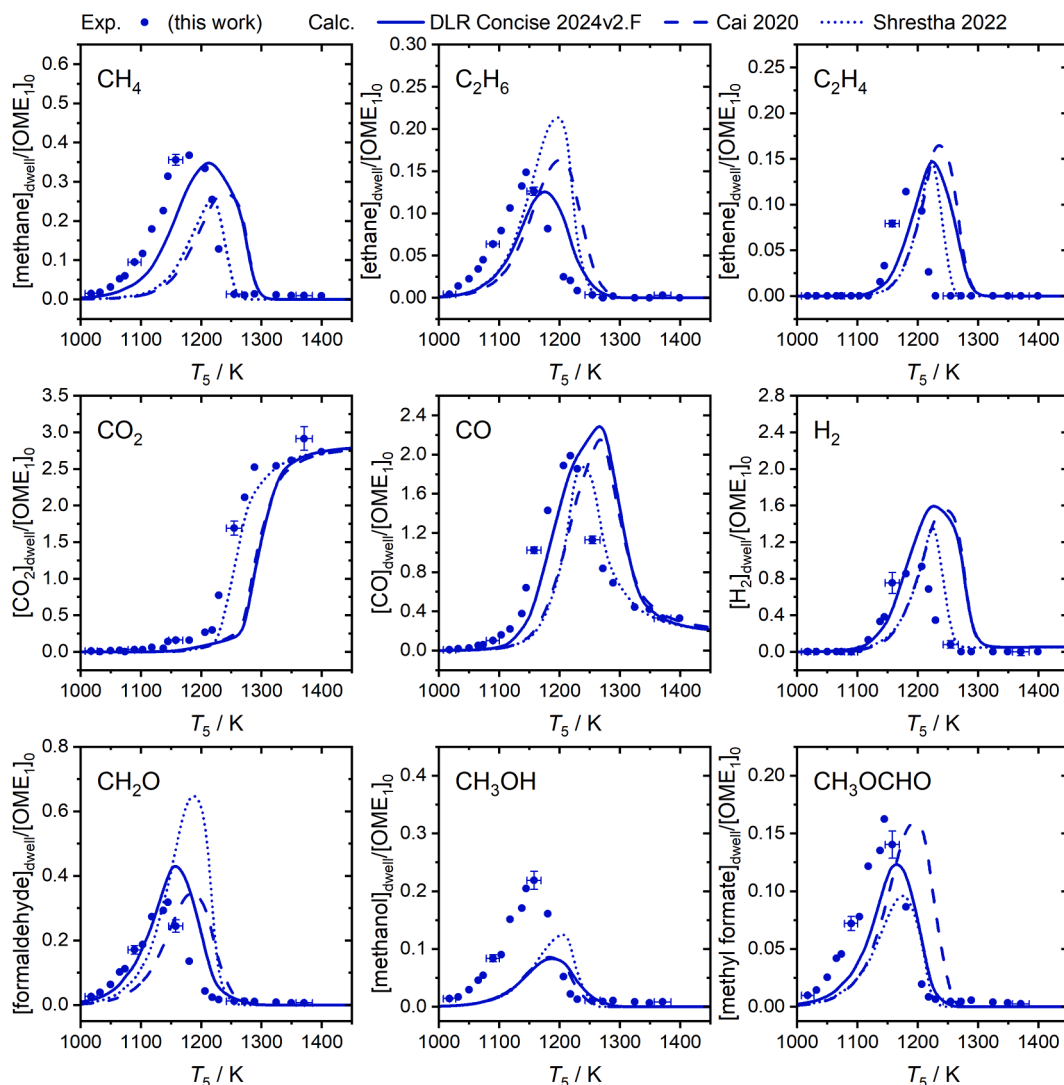 Exp. (this work) Calc. DLR Concise 2024v2.F Cai 2020 Shrestha 2022
CH4
[methane]dwell/[OME1]0
0.0 0.1 0.2 0.3 0.4 0.5 0.6
1000 1100 1200 1300 1400
T5 / K
C2H6
[ethane]dwell/[OME1]0
0.00 0.05 0.10 0.15 0.20 0.25 0.30
1000 1100 1200 1300 1400
T5 / K
C2H4
[ethene]dwell/[OME1]0
0.00 0.05 0.10 0.15 0.20 0.25
1000 1100 1200 1300 1400
T5 / K
CO2
[CO2]dwell/[OME1]0
0.0 0.5 1.0 1.5 2.0 2.5 3.0 3.5
1000 1100 1200 1300 1400
T5 / K
CO
[CO]dwell/[OME1]0
0.0 0.4 0.8 1.2 1.6 2.0 2.4
1000 1100 1200 1300 1400
T5 / K
H2
[H2]dwell/[OME1]0
0.0 0.4 0.8 1.2 1.6 2.0 2.4 2.8
1000 1100 1200 1300 1400
T5 / K
CH2O
[formaldehyde]dwell/[OME1]0
0.0 0.2 0.4 0.6 0.8
1000 1100 1200 1300 1400
T5 / K
CH3OH
[methanol]dwell/[OME1]0
0.0 0.1 0.2 0.3 0.4
1000 1100 1200 1300 1400
T5 / K
CH3OCHO
[methyl formate]dwell/[OME1]0
0.00 0.05 0.10 0.15 0.20
1000 1100 1200 1300 1400
T5 / K